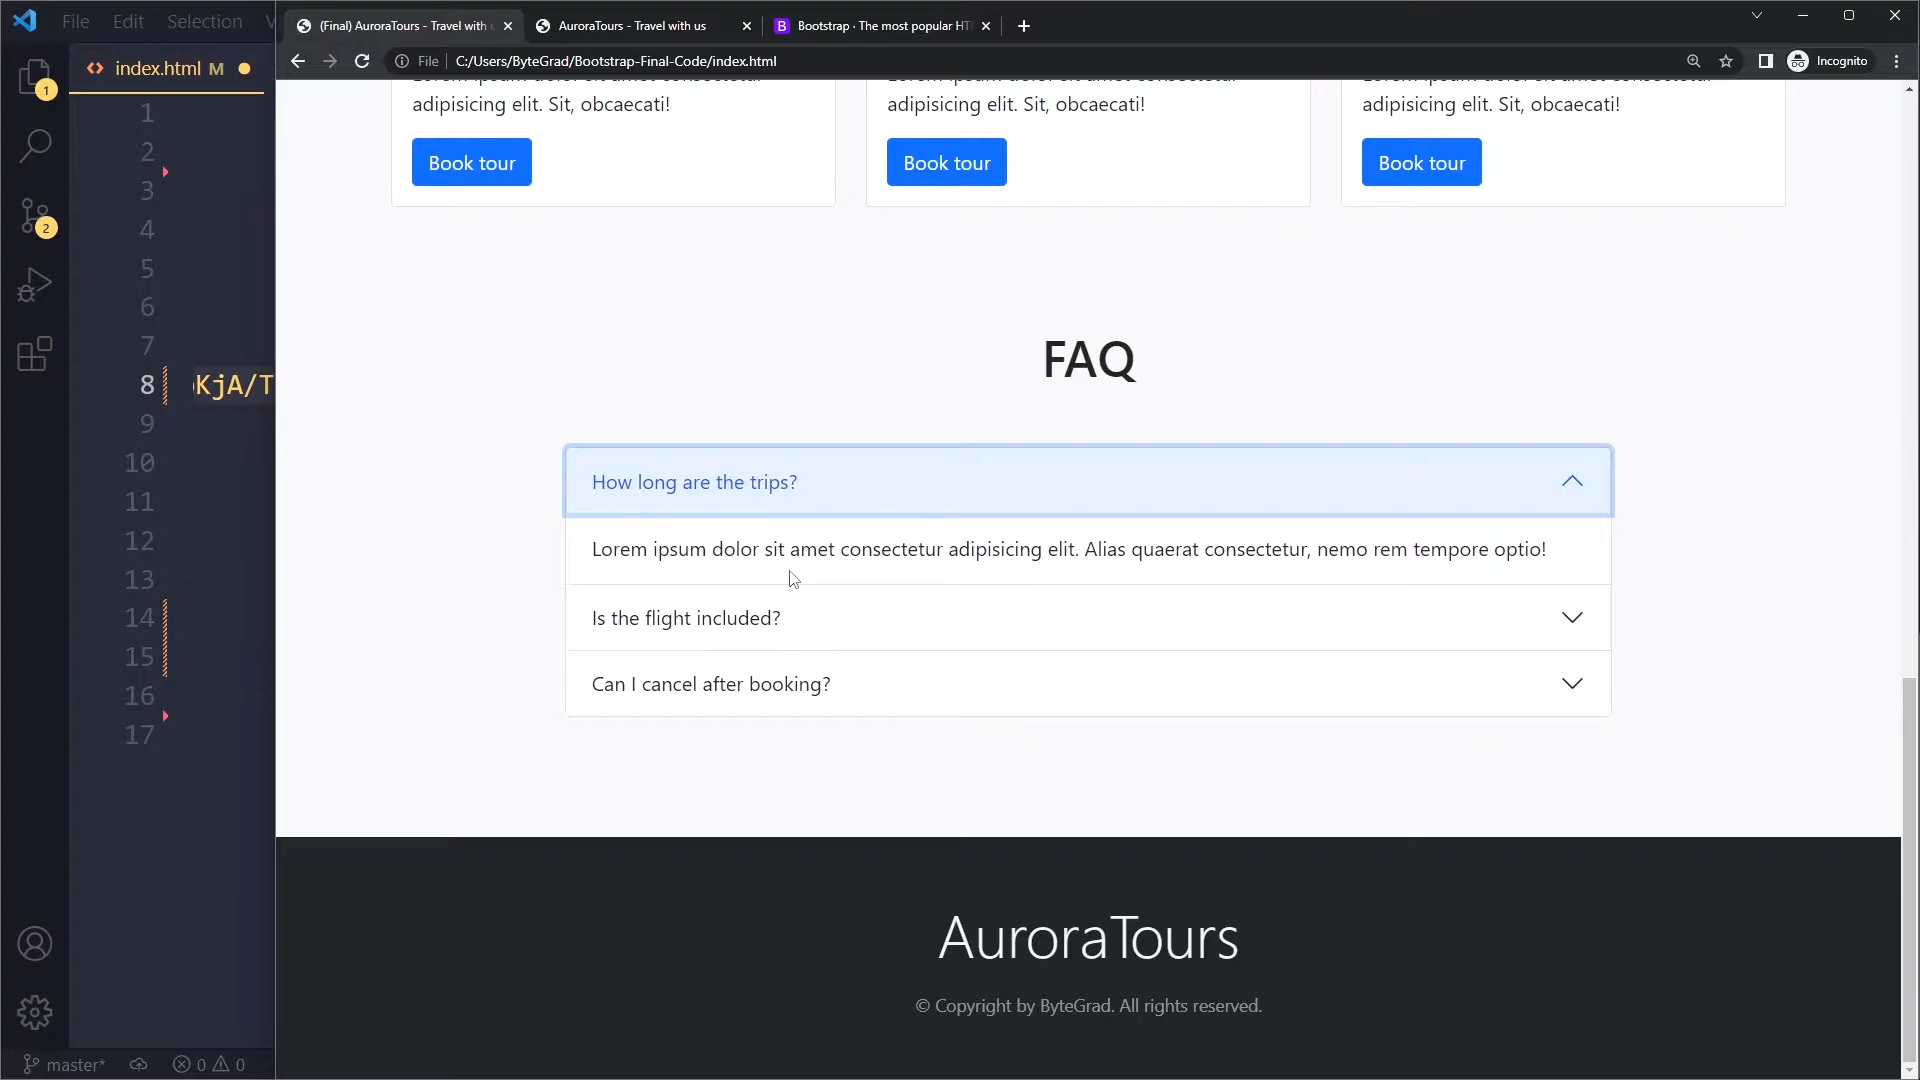 File Edit Selection V
(Final) AuroraTours - Travel with
AuroraTours - Travel with us
Bootstrap · The most popular HT
File C:/Users/ByteGrad/Bootstrap-Final-Code/index.html
Incognito
1
index.html M
2
1
2
3
4
5
6
7
8 KjA/T
9
10
11
12
13
14
15
16
17
master*
0 0
adipisicing elit. Sit, obcaecati!
adipisicing elit. Sit, obcaecati!
adipisicing elit. Sit, obcaecati!
Book tour
Book tour
Book tour
FAQ
How long are the trips?
Lorem ipsum dolor sit amet consectetur adipisicing elit. Alias quaerat consectetur, nemo rem tempore optio!
Is the flight included?
Can I cancel after booking?
AuroraTours
© Copyright by ByteGrad. All rights reserved.